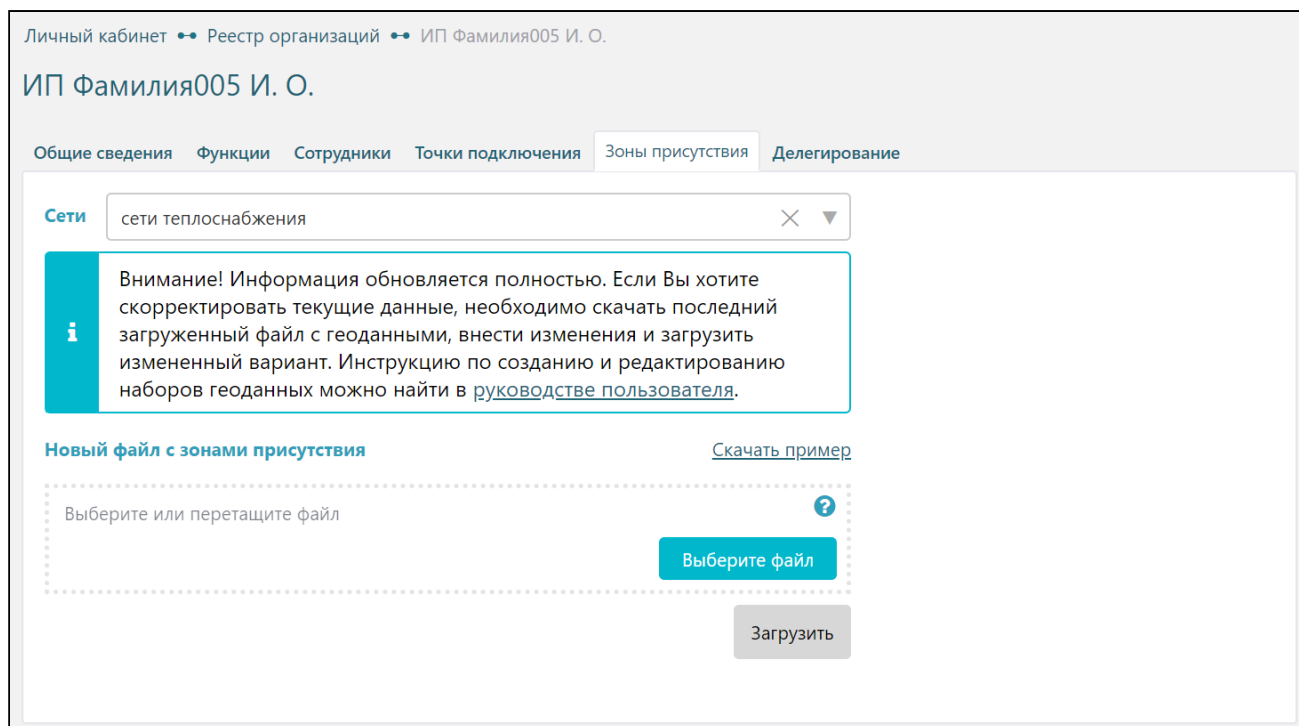 Личный кабинет Реестр организаций ИП Фамилия005 И. О.
ИП Фамилия005 И. О.
Общие сведения Функции Сотрудники Точки подключения Зоны присутствия Делегирование
Сети сети теплоснабжения
Внимание! Информация обновляется полностью. Если Вы хотите
скорректировать текущие данные, необходимо скачать последний
загруженный файл с геоданными, внести изменения и загрузить
измененный вариант. Инструкцию по созданию и редактированию
наборов геоданных можно найти в руководстве пользователя.
Новый файл с зонами присутствия Скачать пример
Выберите или перетащите файл
Выберите файл
Загрузить